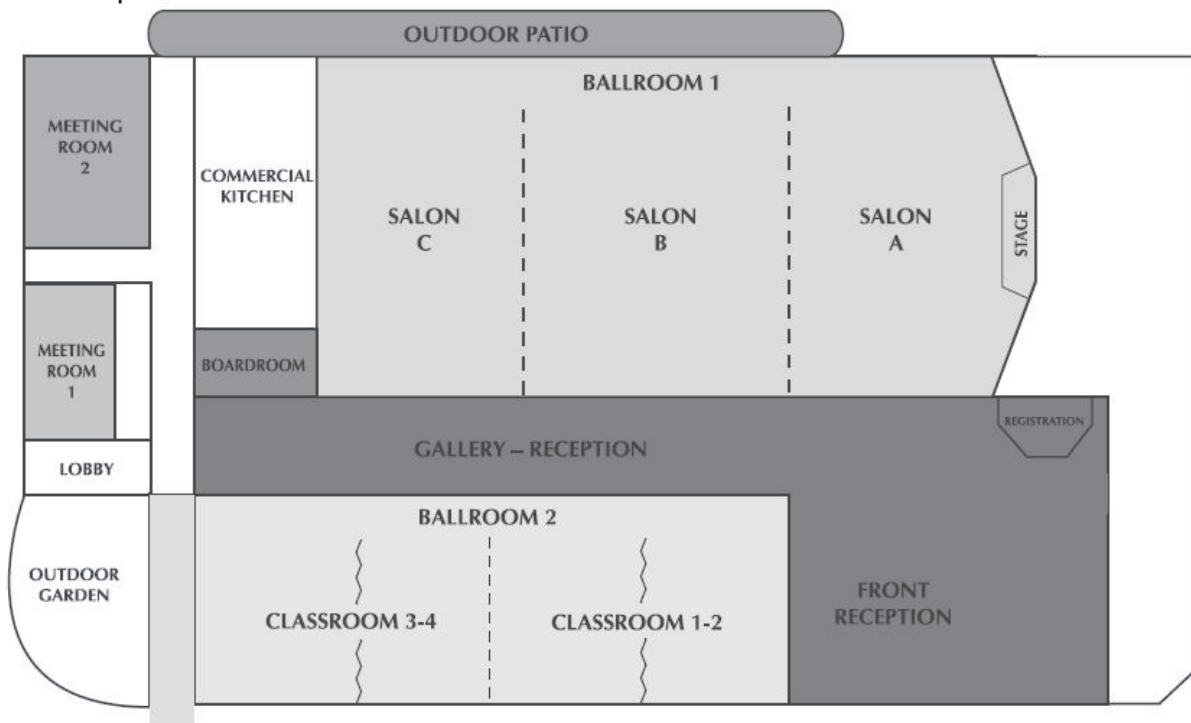 OUTDOOR PATIO
BALLROOM 1
MEETING
ROOM
2
COMMERCIAL
KITCHEN
SALON
C
SALON
B
SALON
A
STAGE
MEETING
ROOM
1
BOARDROOM
REGISTRATION
GALLERY – RECEPTION
LOBBY
BALLROOM 2
OUTDOOR
GARDEN
CLASSROOM 3-4
CLASSROOM 1-2
FRONT
RECEPTION